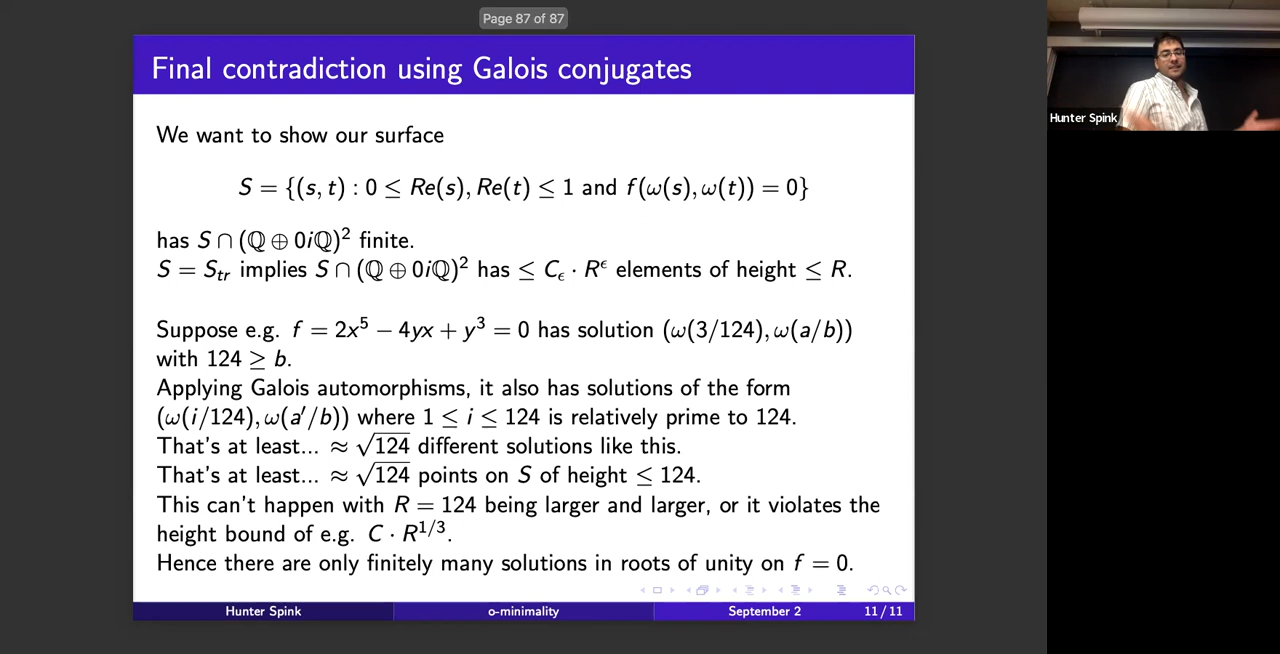 Page 87 of 87
Final contradiction using Galois conjugates
Hunter Spink
We want to show our surface
S = {(s, t) : 0 ≤ Re(s), Re(t) ≤ 1 and f(ω(s), ω(t)) = 0}
has S ∩ (ℚ ⊕ 0iℚ)² finite.
S = S_tr implies S ∩ (ℚ ⊕ 0iℚ)² has ≤ C_ϵ · R^ϵ elements of height ≤ R.
Suppose e.g. f = 2x⁵ − 4yx + y³ = 0 has solution (ω(3/124), ω(a/b))
with 124 ≥ b.
Applying Galois automorphisms, it also has solutions of the form
(ω(i/124), ω(a′/b)) where 1 ≤ i ≤ 124 is relatively prime to 124.
That's at least... ≈ √124 different solutions like this.
That's at least... ≈ √124 points on S of height ≤ 124.
This can't happen with R = 124 being larger and larger, or it violates the
height bound of e.g. C · R^{1/3}.
Hence there are only finitely many solutions in roots of unity on f = 0.
Hunter Spink o-minimality September 2 11 / 11